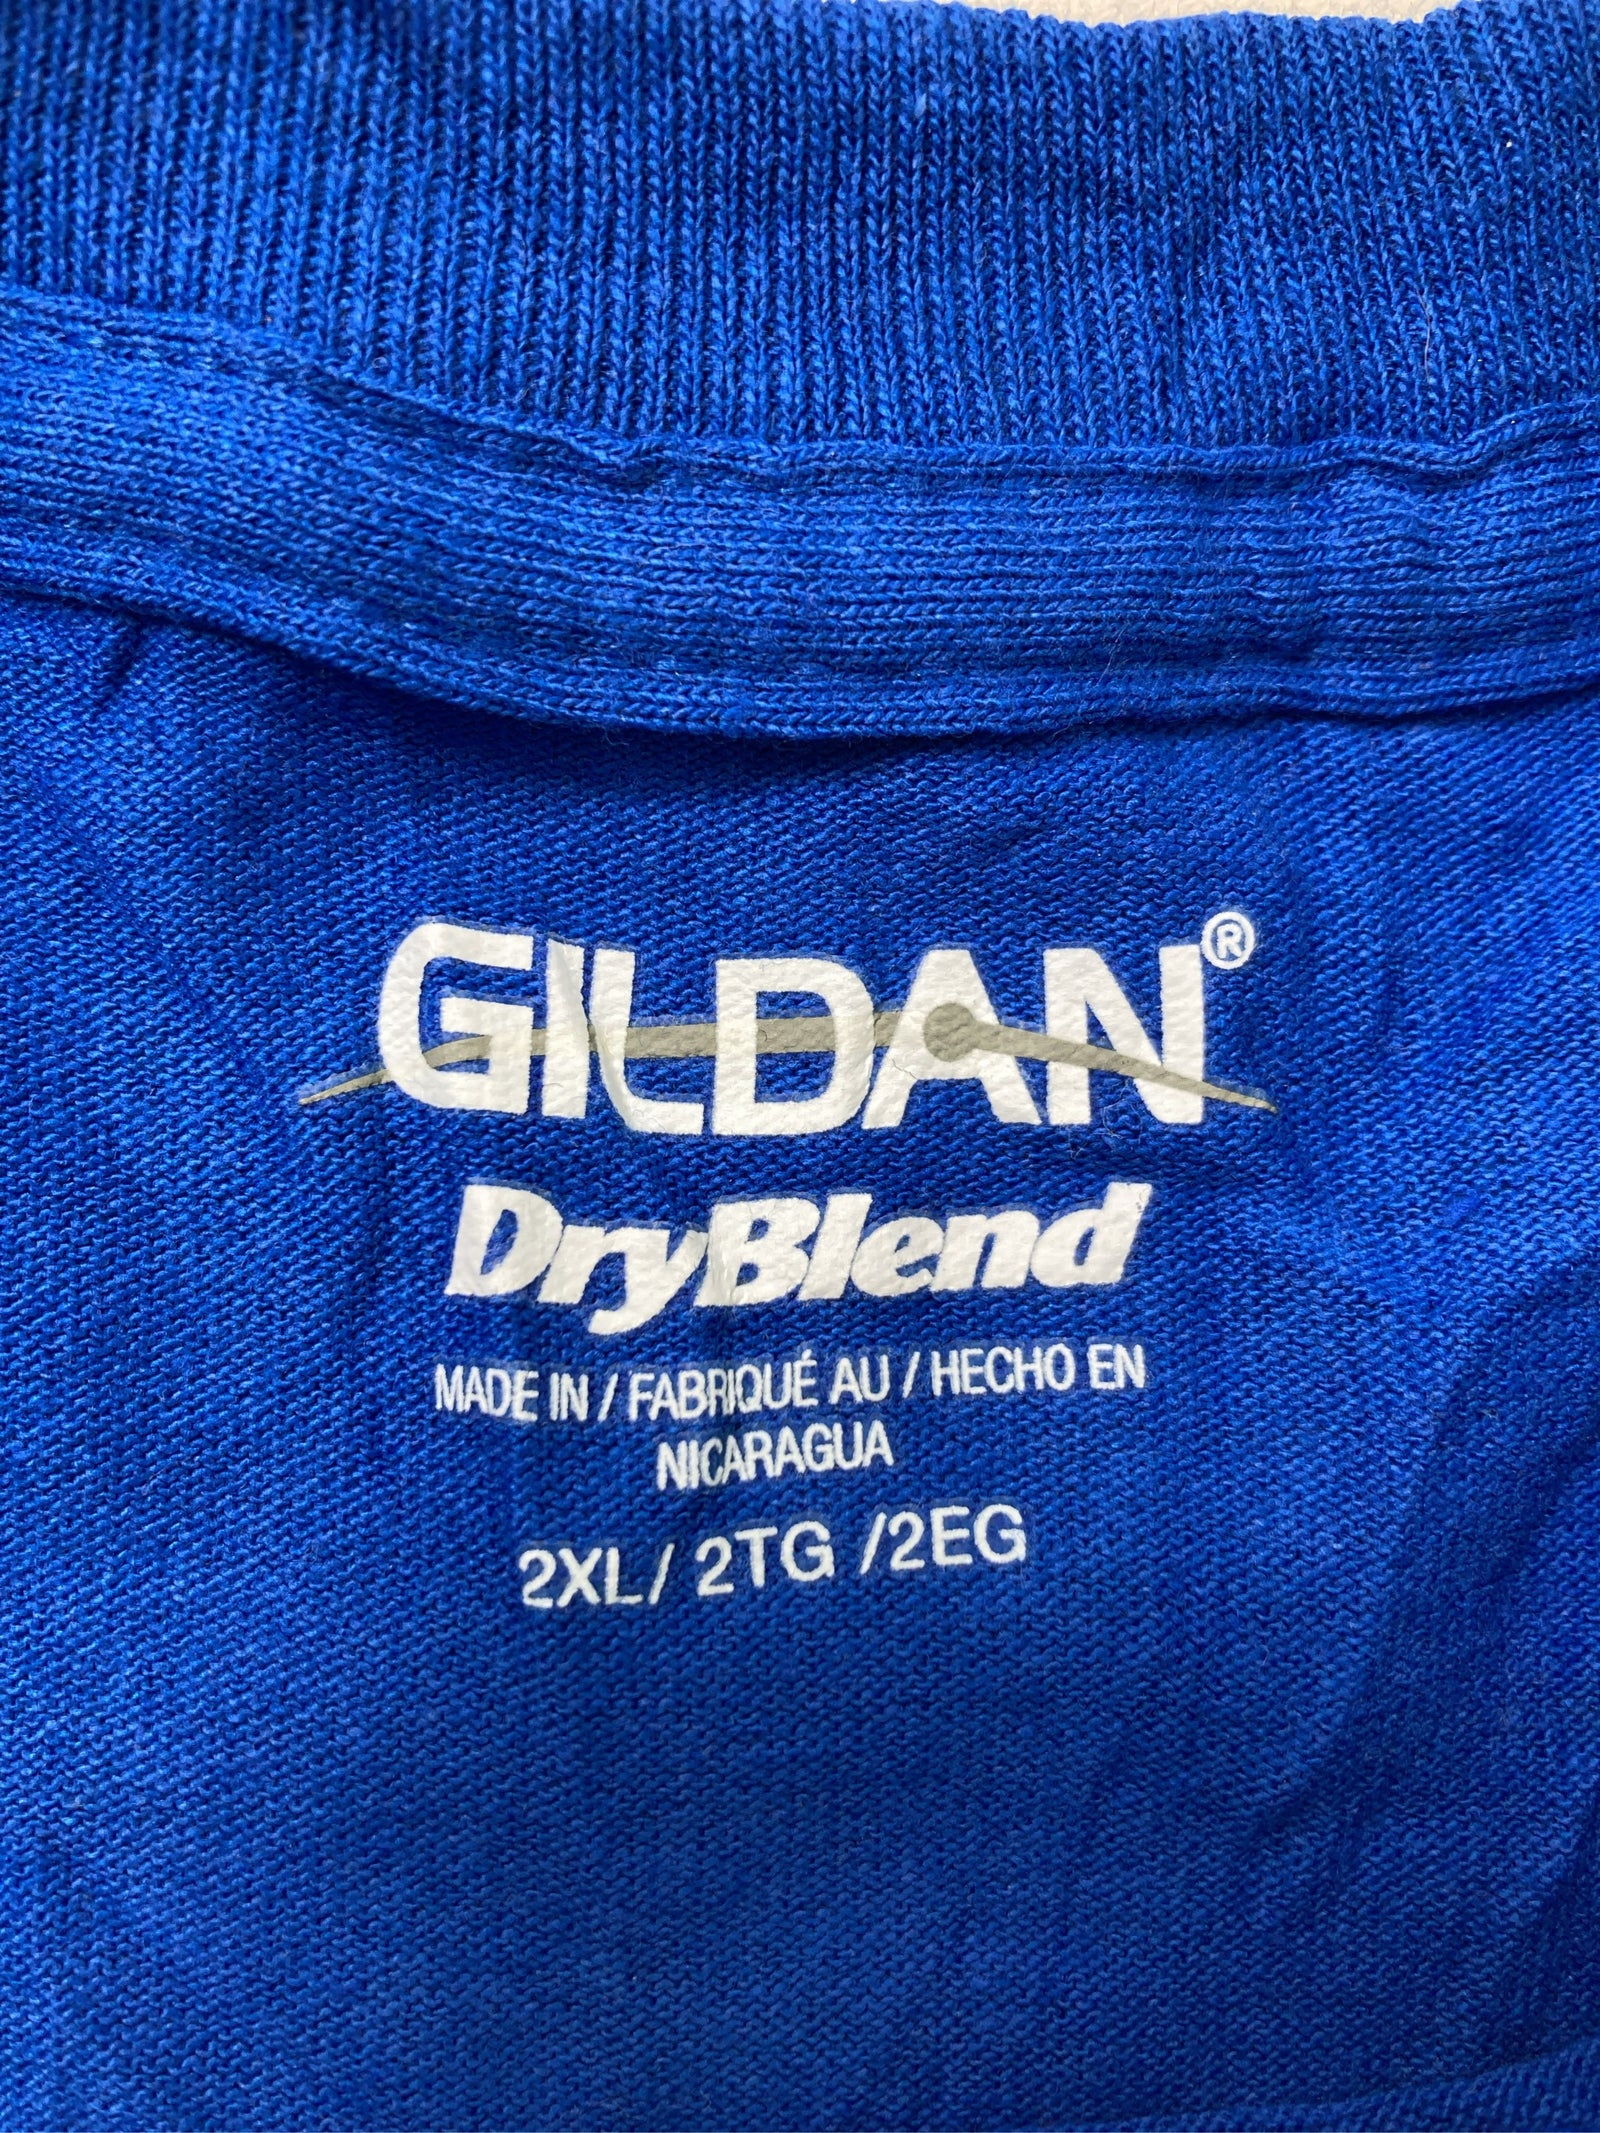 GILDAN®
DryBlend
MADE IN / FABRIQUÉ AU / HECHO EN
NICARAGUA
2XL/ 2TG /2EG